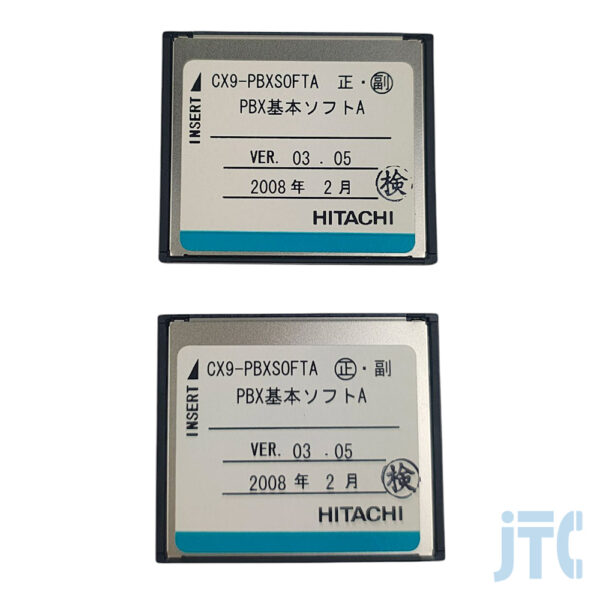 INSERT
CX9-PBXSOFTA 正・副
PBX基本ソフトA
VER. 03 . 05
2008 年 2 月
検
HITACHI
INSERT
CX9-PBXSOFTA 正・副
PBX基本ソフトA
VER. 03 . 05
2008 年 2 月
検
HITACHI
JTC